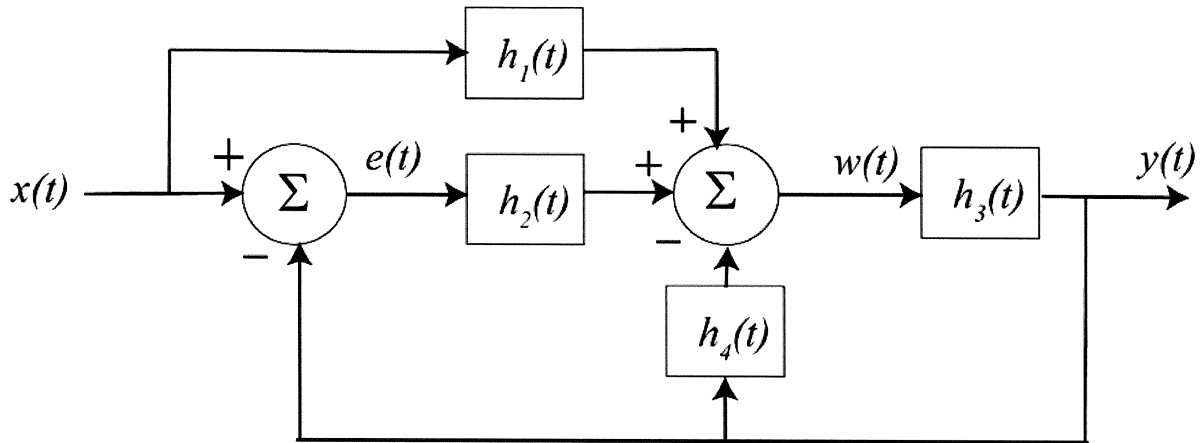 h₁(t)
+
+ e(t) + w(t) y(t)
x(t) Σ h₂(t) Σ h₃(t)
− −
h₄(t)